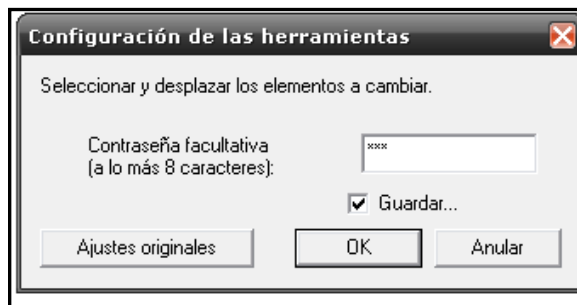 Configuración de las herramientas
Seleccionar y desplazar los elementos a cambiar.
Contraseña facultativa
(a lo más 8 caracteres):
***
Guardar...
Ajustes originales
OK
Anular